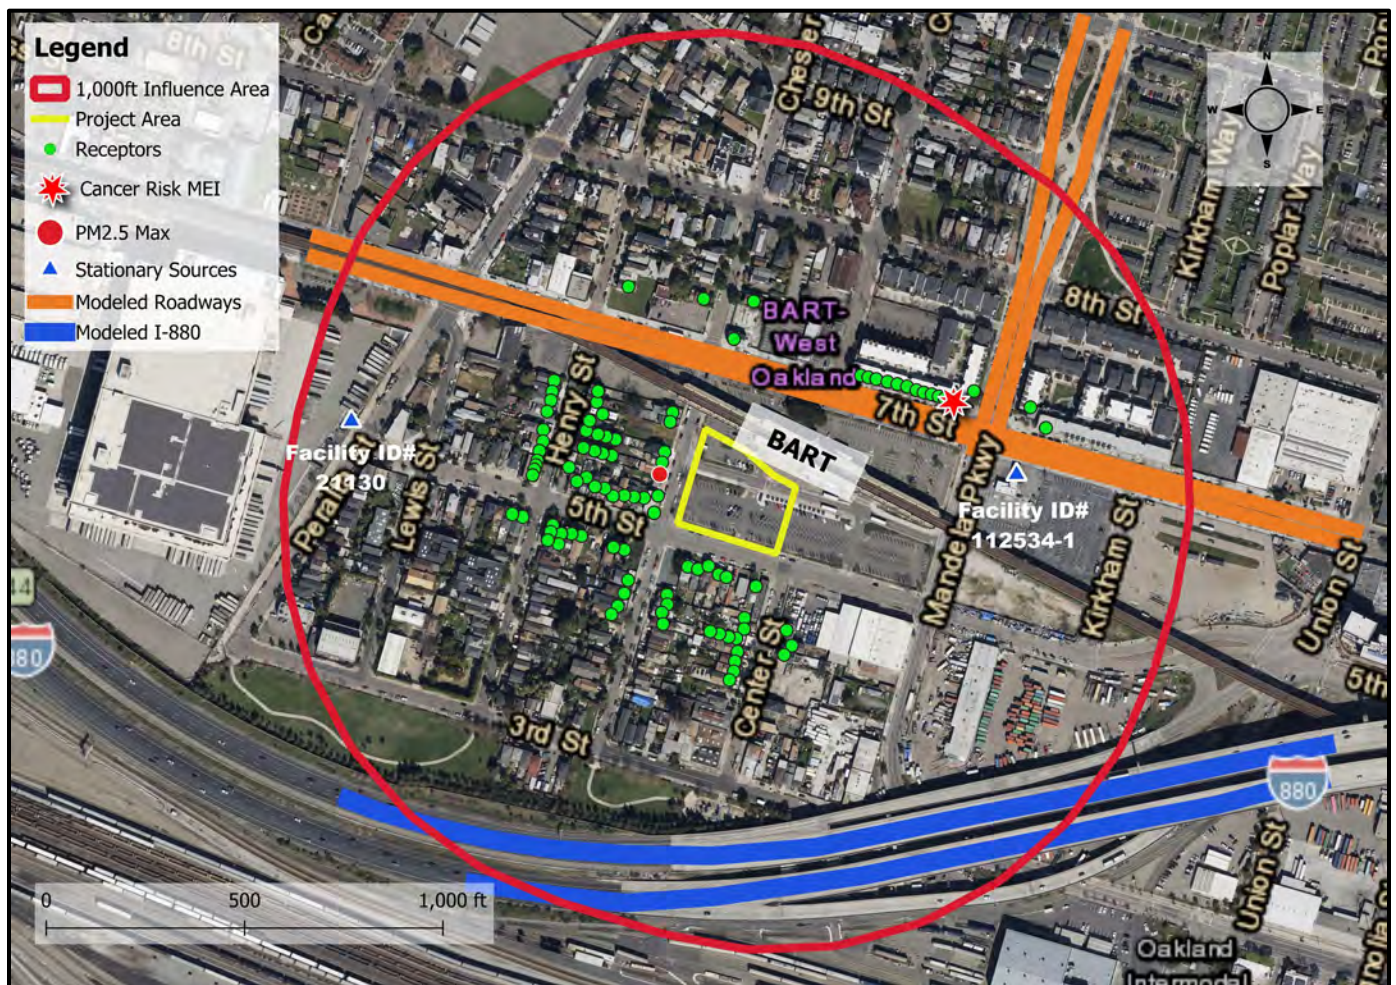 Legend
1,000ft Influence Area
Project Area
Receptors
Cancer Risk MEI
PM2.5 Max
Stationary Sources
Modeled Roadways
Modeled I-880
8th St
9th St
N
W
E
S
Kirkham Way
Poplar Way
8th St
BART-
West
Oakland
7th St
BART
Henry St
Facility ID#
21130
Lewis St
5th St
Mandela Pkwy
Facility ID#
112534-1
Kirkham St
Union St
5th
Center St
3rd St
880
880
Union St
0
500
1,000 ft
Oakland
Intermodal